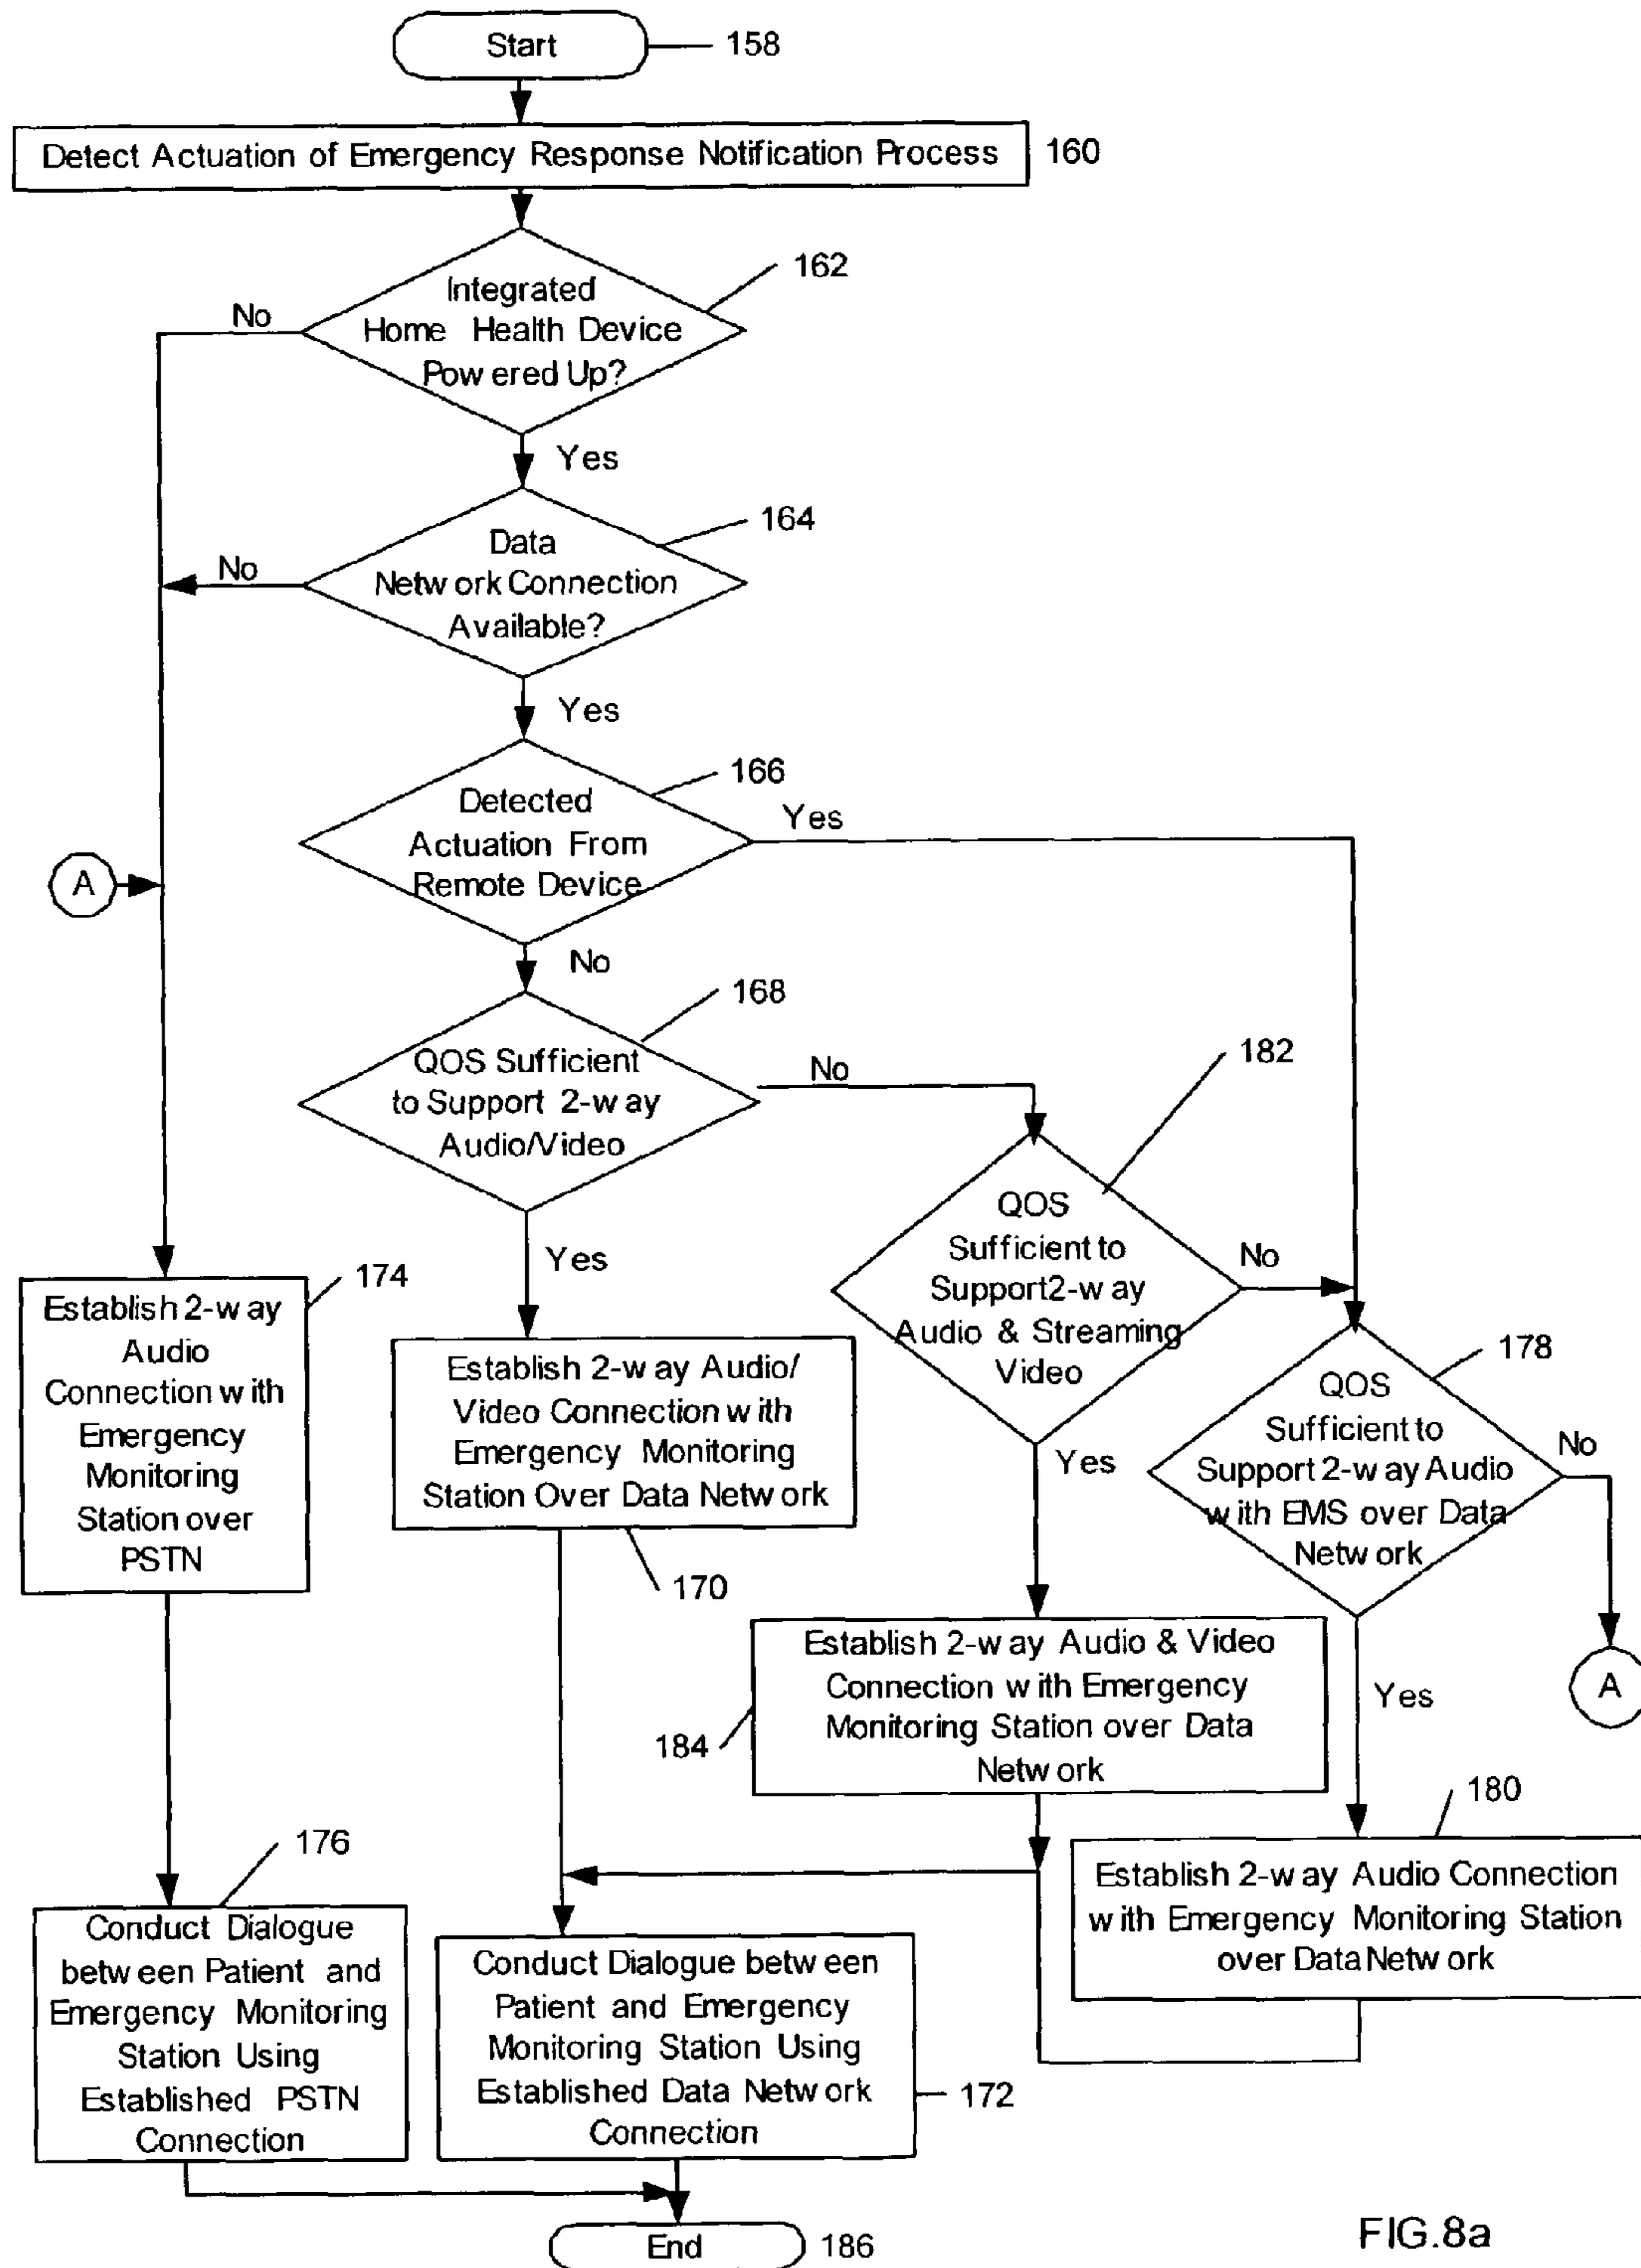 Start
158
Detect Actuation of Emergency Response Notification Process
160
Integrated
Home Health Device
Powered Up?
162
No
Yes
Data
Network Connection
Available?
164
No
Yes
Detected
Actuation From
Remote Device
166
Yes
A
No
QOS Sufficient
to Support 2-way
Audio/Video
168
No
182
QOS
Sufficient to
Support2-way
Audio & Streaming
Video
No
Yes
Yes
174
Establish 2-way
Audio
Connection with
Emergency
Monitoring
Station over
PSTN
Establish 2-way Audio/
Video Connection with
Emergency Monitoring
Station Over Data Network
170
178
QOS
Sufficient to
Support 2-way Audio
with EMS over Data
Network
No
A
Yes
Establish 2-way Audio & Video
Connection with Emergency
Monitoring Station over Data
Network
184
180
Establish 2-way Audio Connection
with Emergency Monitoring Station
over Data Network
176
Conduct Dialogue
between Patient and
Emergency Monitoring
Station Using
Established PSTN
Connection
Conduct Dialogue between
Patient and Emergency
Monitoring Station Using
Established Data Network
Connection
172
End
186
FIG.8a